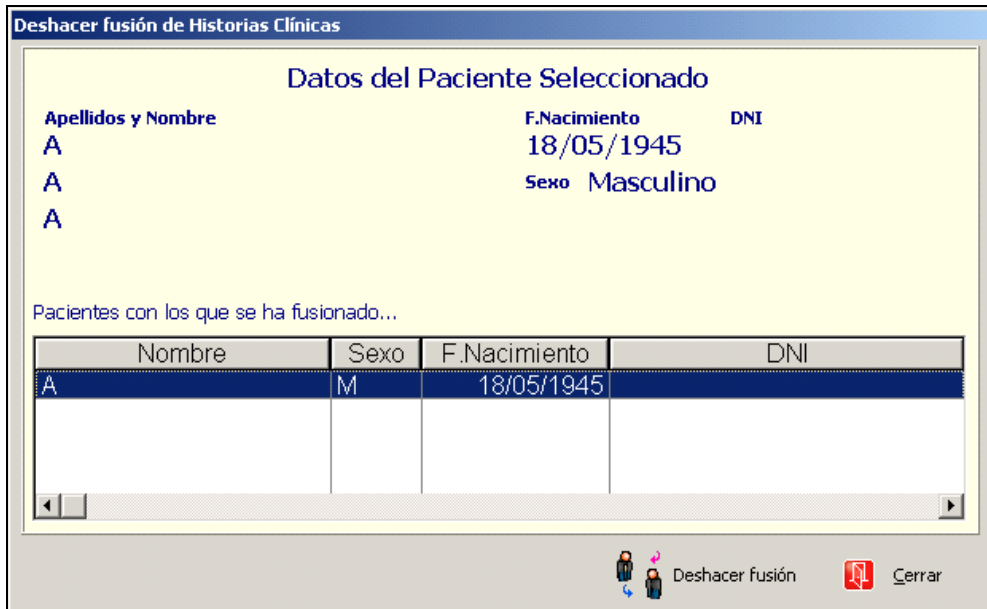 Deshacer fusión de Historias Clínicas
Datos del Paciente Seleccionado
Apellidos y Nombre F.Nacimiento DNI
A 18/05/1945
A Sexo Masculino
A
Pacientes con los que se ha fusionado...
Nombre Sexo F.Nacimiento DNI
A M 18/05/1945
Deshacer fusión Cerrar